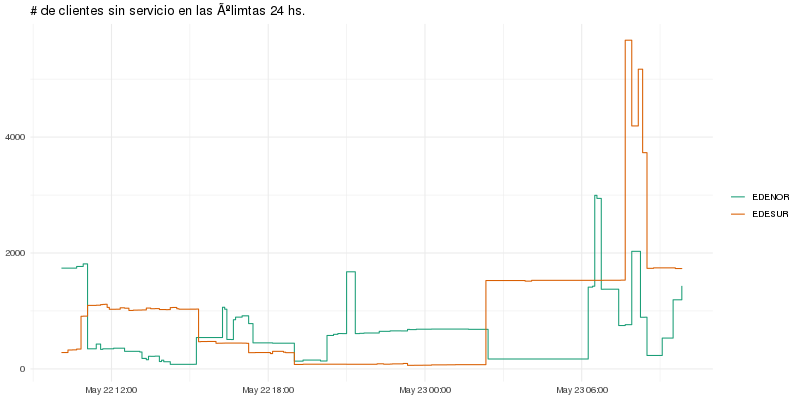 # de clientes sin servicio en las Ãºlimtas 24 hs.
4000
2000
0
May 22 12:00
May 22 18:00
May 23 00:00
May 23 06:00
EDENOR
EDESUR